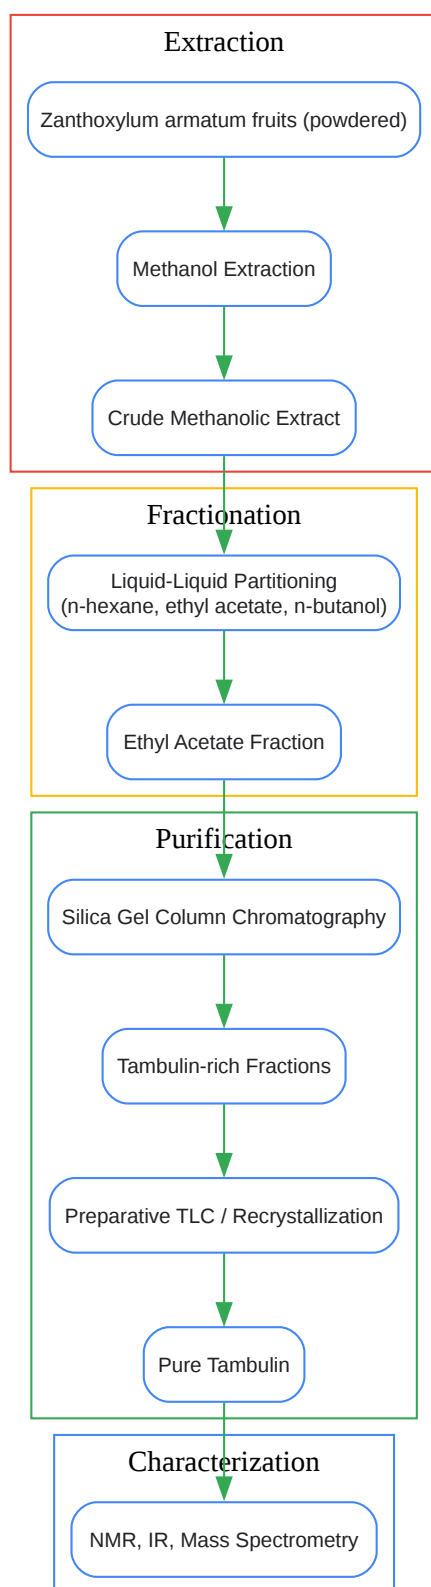 Extraction
Zanthoxylum armatum fruits (powdered)
Methanol Extraction
Crude Methanolic Extract
Fractionation
Liquid-Liquid Partitioning
(n-hexane, ethyl acetate, n-butanol)
Ethyl Acetate Fraction
Purification
Silica Gel Column Chromatography
Tambulin-rich Fractions
Preparative TLC / Recrystallization
Pure Tambulin
Characterization
NMR, IR, Mass Spectrometry